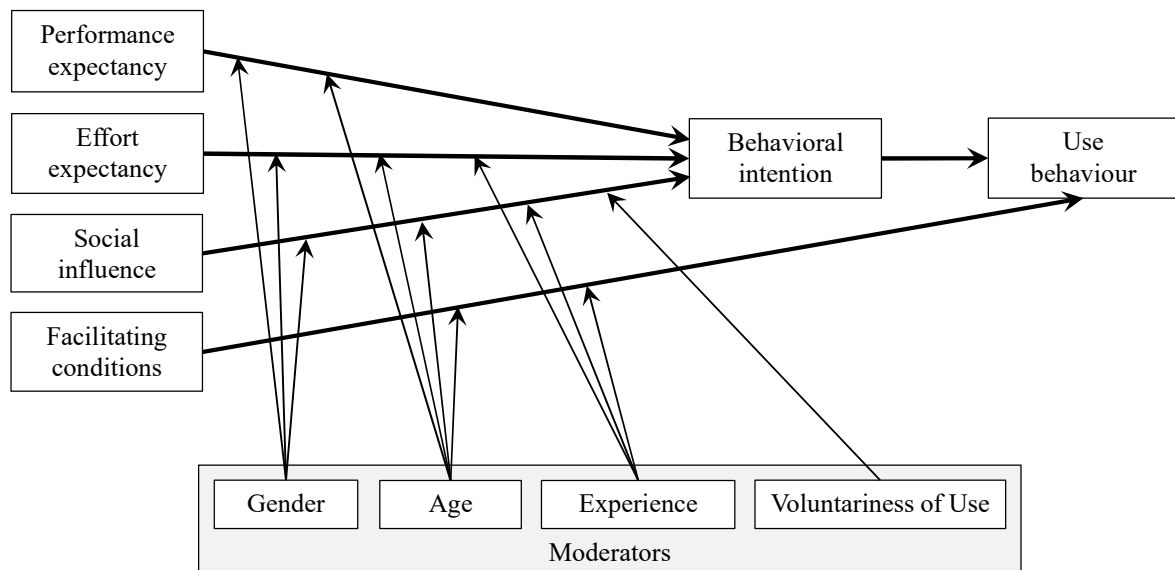 Performance
expectancy
Effort
expectancy
Social
influence
Facilitating
conditions
Behavioral
intention
Use
behaviour
Gender
Age
Experience
Voluntariness of Use
Moderators